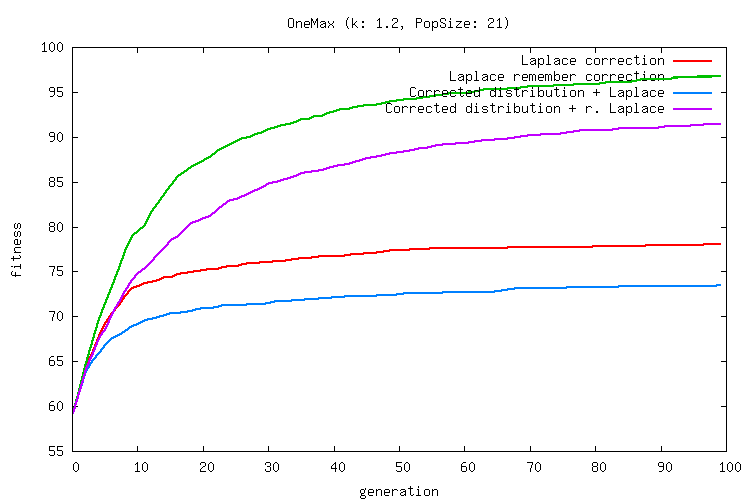 OneMax (k: 1.2, PopSize: 21)
100
95
90
85
80
75
70
65
60
55
fitness
Laplace correction
Laplace remember correction
Corrected distribution + Laplace
Corrected distribution + r. Laplace
0 10 20 30 40 50 60 70 80 90 100
generation